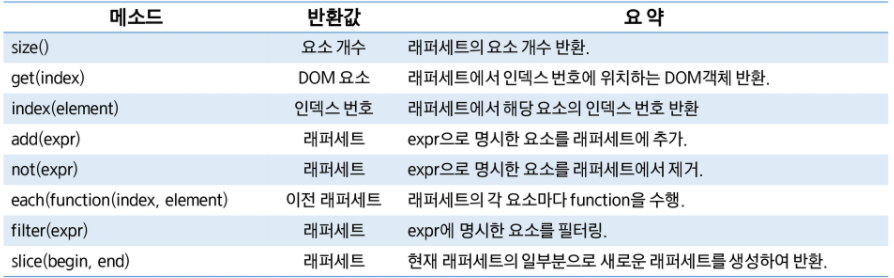 메소드 반환값 요 약
size() 요소 개수 래퍼세트의 요소 개수 반환.
get(index) DOM 요소 래퍼세트에서 인덱스 번호에 위치하는 DOM객체 반환.
index(element) 인덱스 번호 래퍼세트에서 해당 요소의 인덱스 번호 반환
add(expr) 래퍼세트 expr으로 명시한 요소를 래퍼세트에 추가.
not(expr) 래퍼세트 expr으로 명시한 요소를 래퍼세트에서 제거.
each(function(index, element) 이전 래퍼세트 래퍼세트의 각 요소마다 function을 수행.
filter(expr) 래퍼세트 expr에 명시한 요소를 필터링.
slice(begin, end) 래퍼세트 현재 래퍼세트의 일부분으로 새로운 래퍼세트를 생성하여 반환.